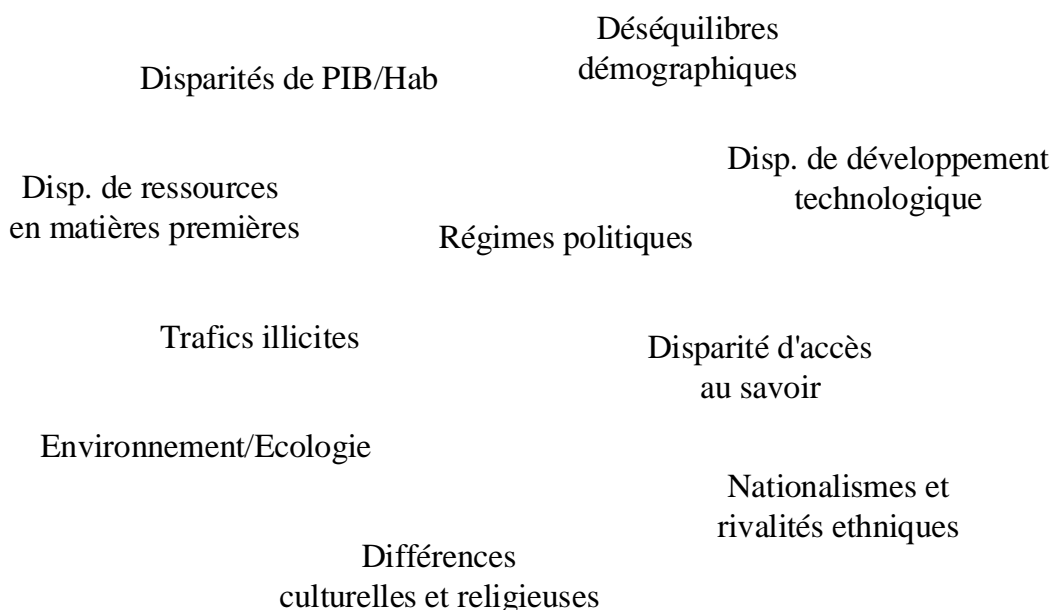 Déséquilibres
démographiques
Disparités de PIB/Hab
Disp. de développement
technologique
Disp. de ressources
en matières premières
Régimes politiques
Trafics illicites
Disparité d'accès
au savoir
Environnement/Ecologie
Nationalismes et
rivalités ethniques
Différences
culturelles et religieuses